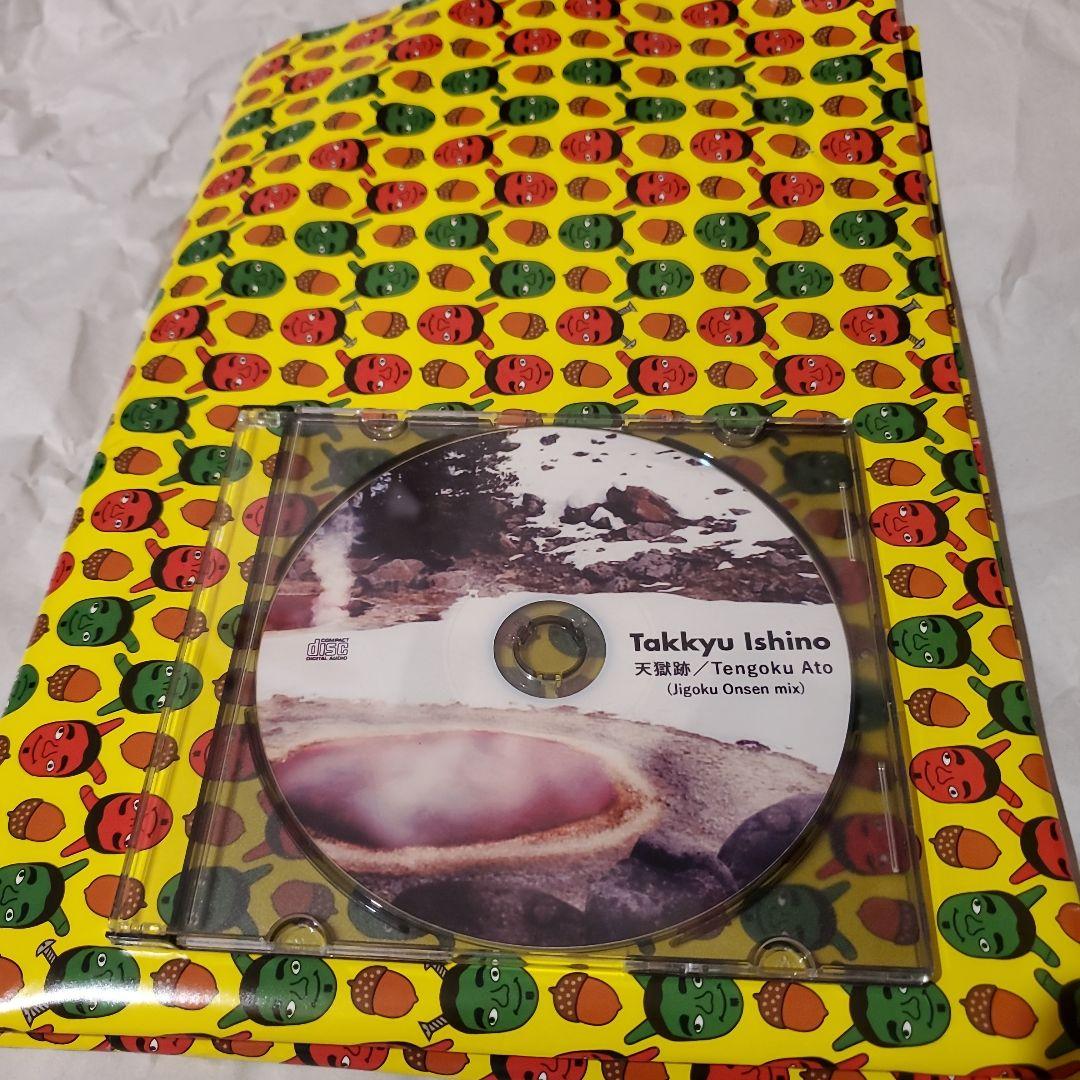 COMPACT
disc
DIGITAL AUDIO
Takkyu Ishino
天獄跡／Tengoku Ato
(Jigoku Onsen mix)